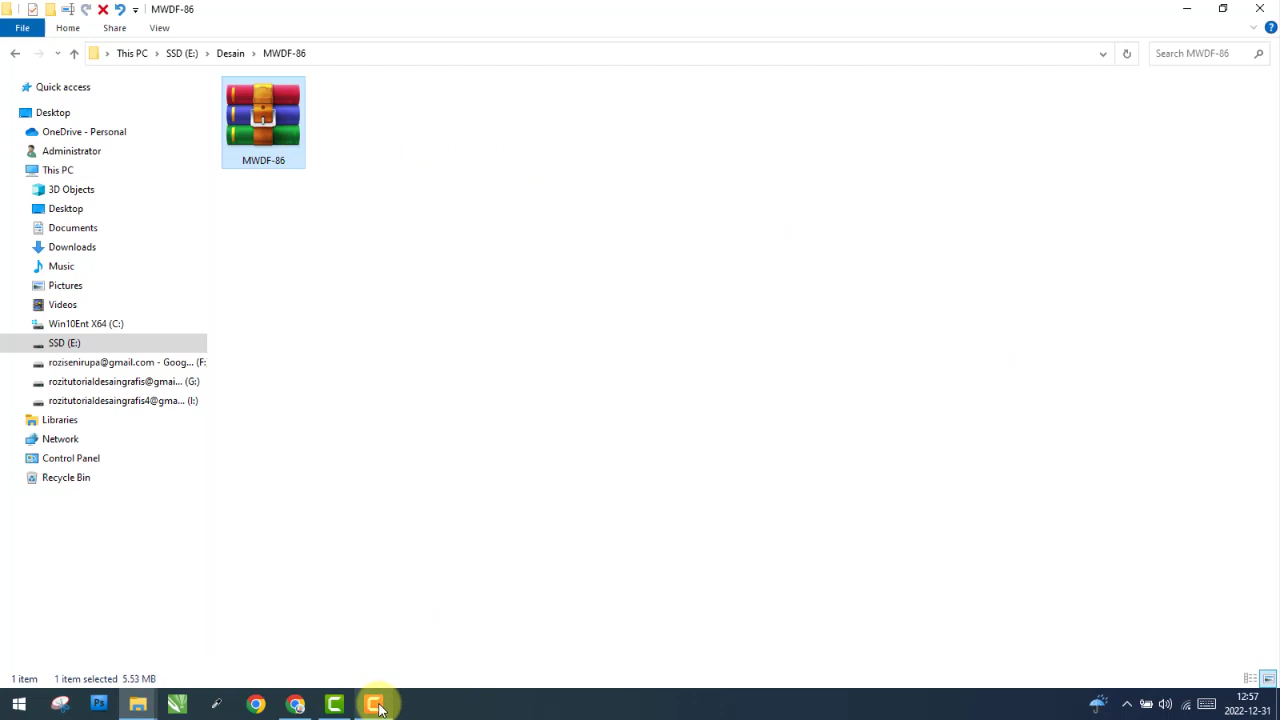 MWDF-86
File Home Share View
This PC SSD (E:) Desain MWDF-86 Search MWDF-86
Quick access
Desktop
OneDrive - Personal
Administrator
This PC
3D Objects
Desktop
Documents
Downloads
Music
Pictures
Videos
Win10Ent X64 (C:)
SSD (E:)
rozisenirupa@gmail.com - Goog... (F:
rozitutorialdesaingrafis@gmai... (G:)
rozitutorialdesaingrafis4@gma... (I:)
Libraries
Network
Control Panel
Recycle Bin
MWDF-86
1 item 1 item selected 5.53 MB
Ps
12:57
2022-12-31